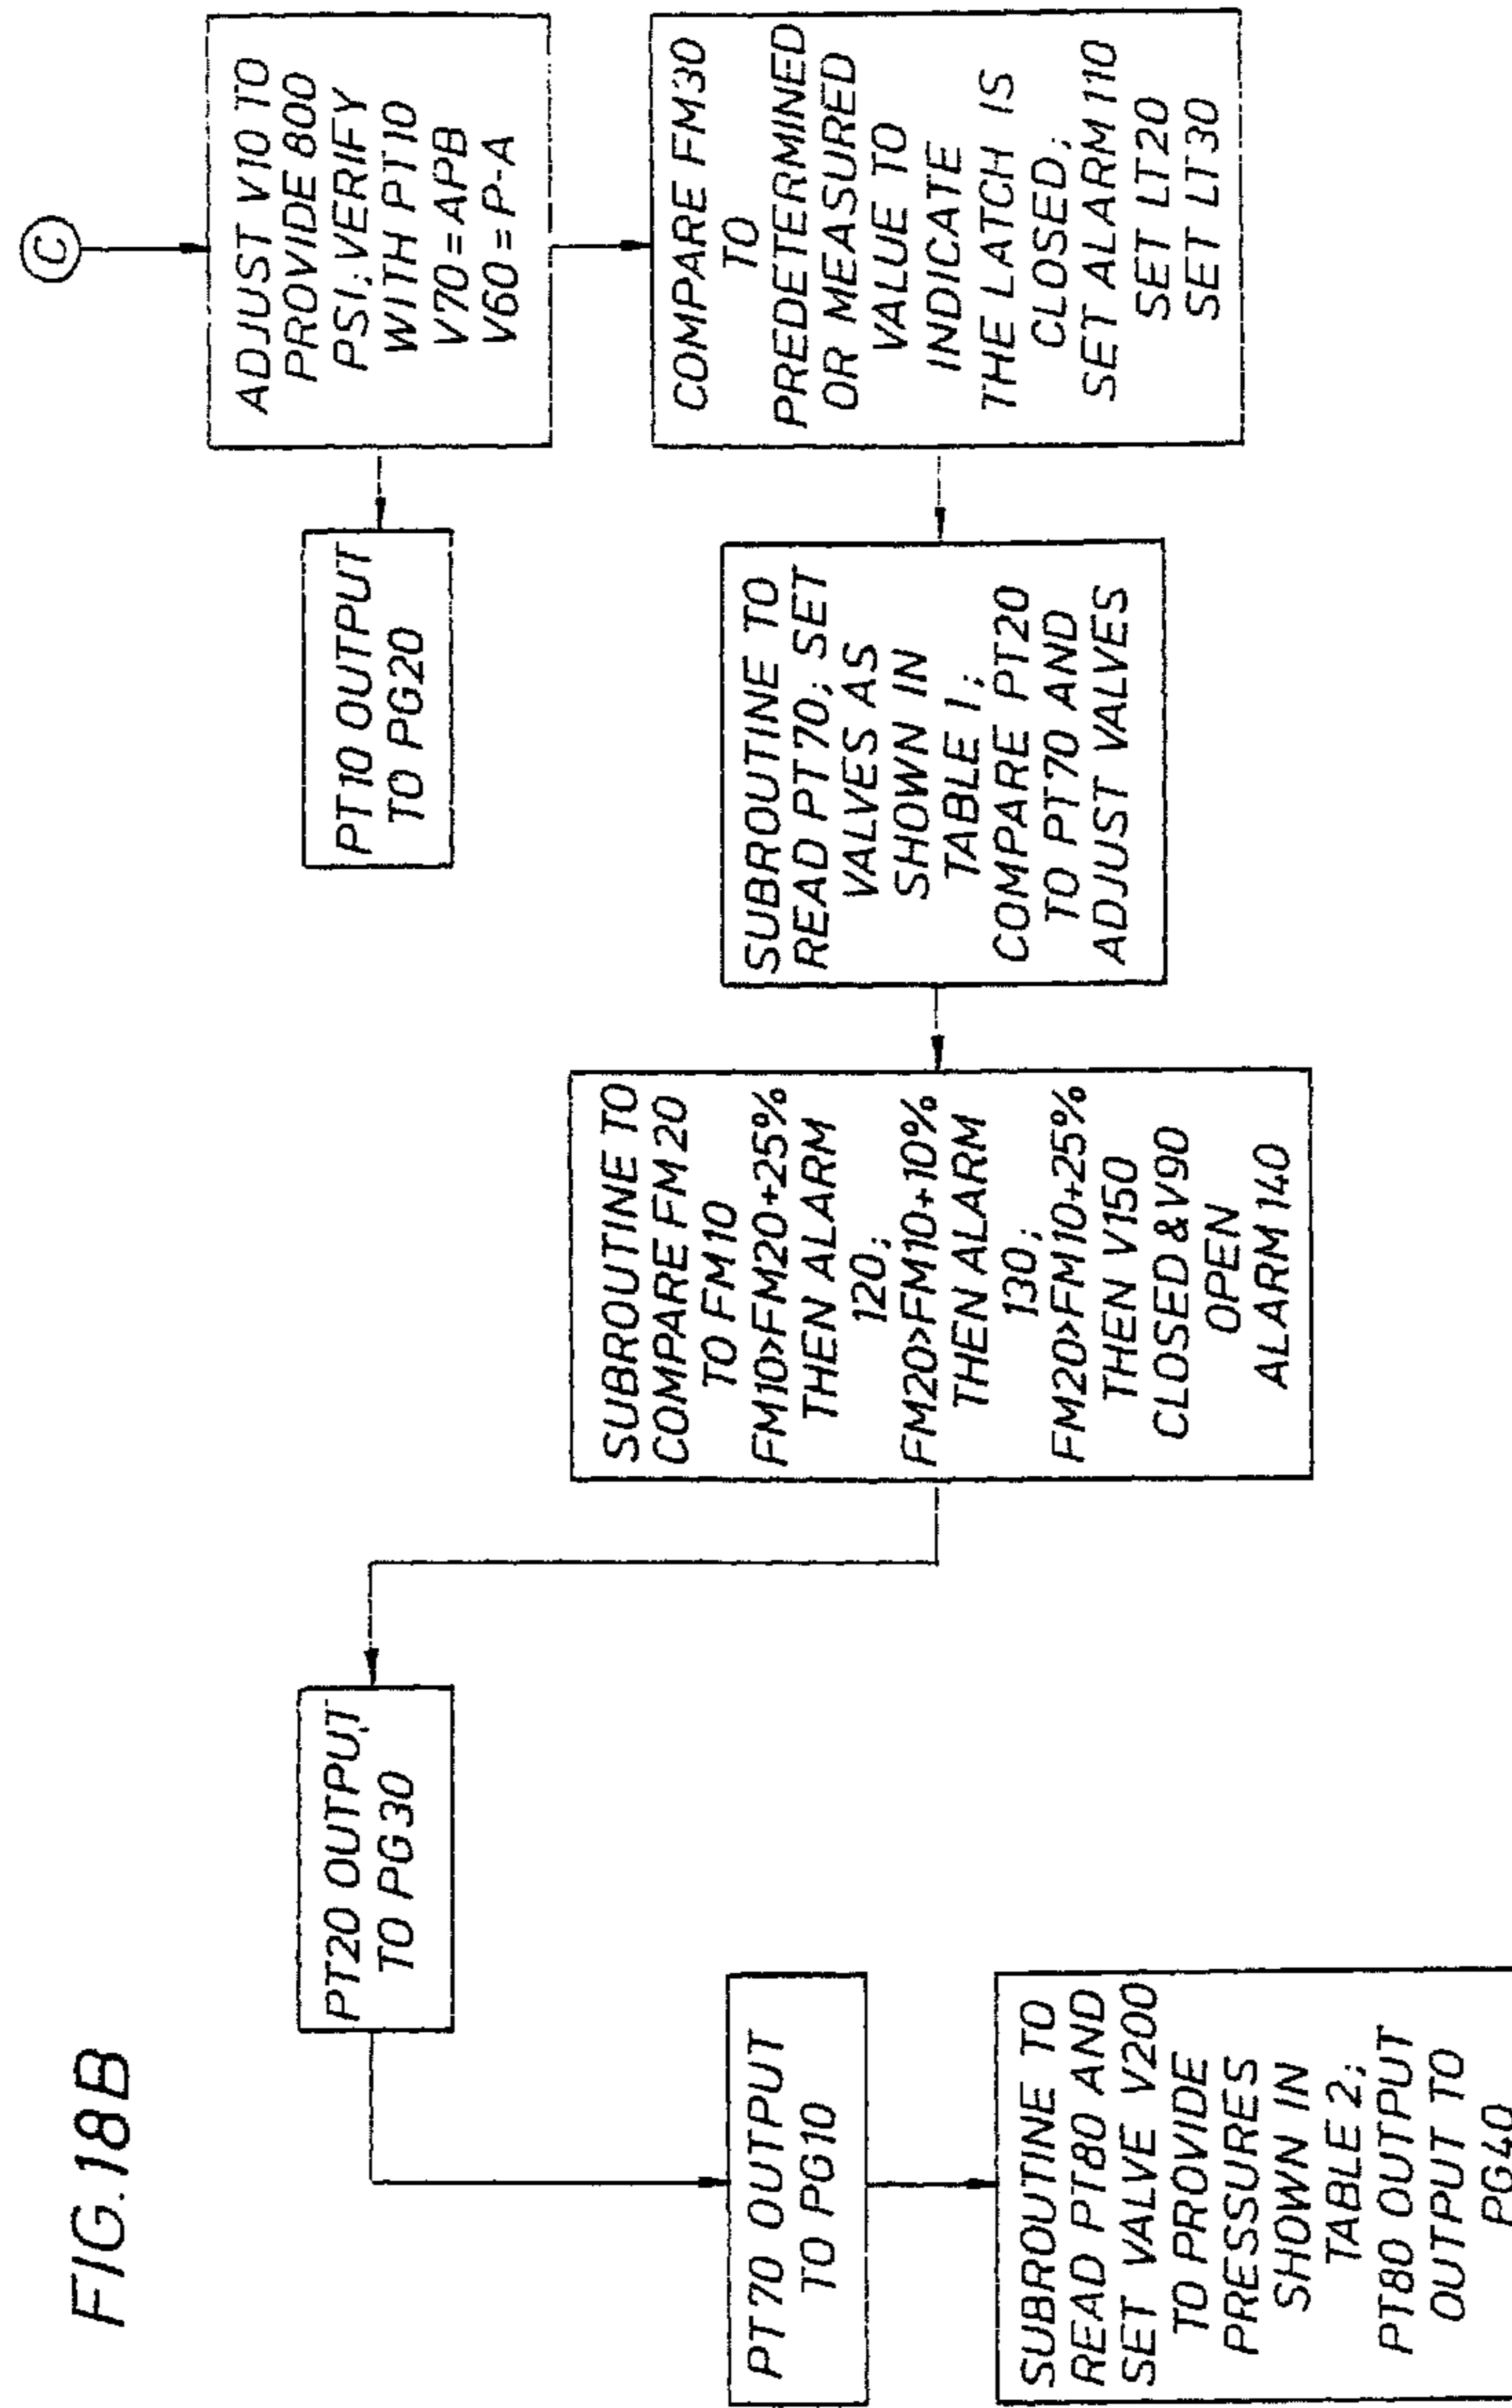 FIG.18B
C
ADJUST V10 TO
PROVIDE 800
PSI; VERIFY
WITH PT10
V70=APB
V60=P-A
PT10 OUTPUT
TO PG20
COMPARE FM30
TO
PREDETERMINED
OR MEASURED
VALUE TO
INDICATE
THE LATCH IS
CLOSED;
SET ALARM 110
SET LT20
SET LT30
SUBROUTINE TO
READ PT70; SET
VALVES AS
SHOWN IN
TABLE 1;
COMPARE PT20
TO PT70 AND
ADJUST VALVES
SUBROUTINE TO
COMPARE FM20
TO FM10
FM10>FM20+25%
THEN ALARM
120;
FM20>FM10+10%
THEN ALARM
130;
FM20>FM10+25%
THEN V150
CLOSED & V90
OPEN
ALARM 140
PT20 OUTPUT
TO PG30
PT70 OUTPUT
TO PG10
SUBROUTINE TO
READ PT80 AND
SET VALVE V200
TO PROVIDE
PRESSURES
SHOWN IN
TABLE 2;
PT80 OUTPUT
OUTPUT TO
PG40